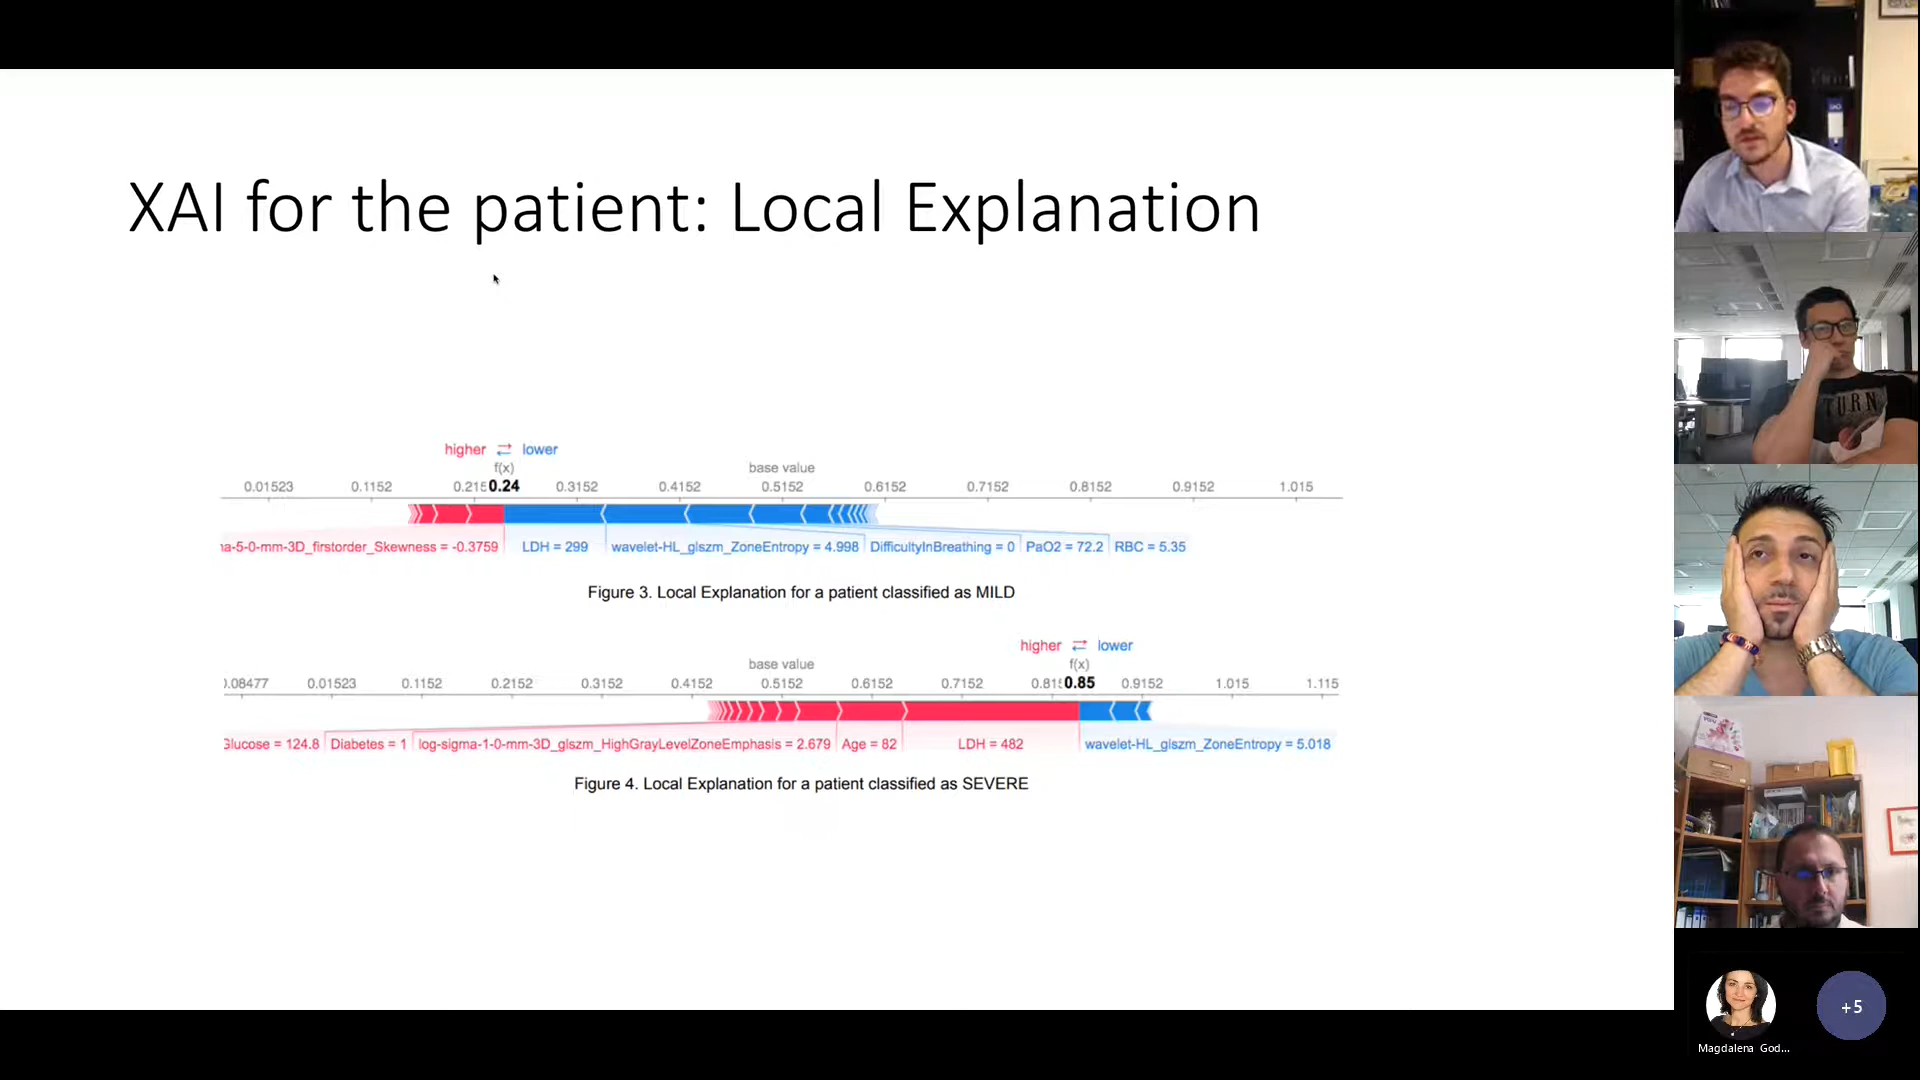 XAI for the patient: Local Explanation
higher lower
f(x) base value
0.01523 0.1152 0.215 0.24 0.3152 0.4152 0.5152 0.6152 0.7152 0.8152 0.9152 1.015
na-5-0-mm-3D_firstorder_Skewness = -0.3759 LDH = 299 wavelet-HL_glszm_ZoneEntropy = 4.998 DifficultyInBreathing = 0 PaO2 = 72.2 RBC = 5.35
Figure 3. Local Explanation for a patient classified as MILD
higher lower
base value f(x)
0.08477 0.01523 0.1152 0.2152 0.3152 0.4152 0.5152 0.6152 0.7152 0.815 0.85 0.9152 1.015 1.115
Glucose = 124.8 Diabetes = 1 log-sigma-1-0-mm-3D_glszm_HighGrayLevelZoneEmphasis = 2.679 Age = 82 LDH = 482 wavelet-HL_glszm_ZoneEntropy = 5.018
Figure 4. Local Explanation for a patient classified as SEVERE
TURN
+5
Magdalena God...